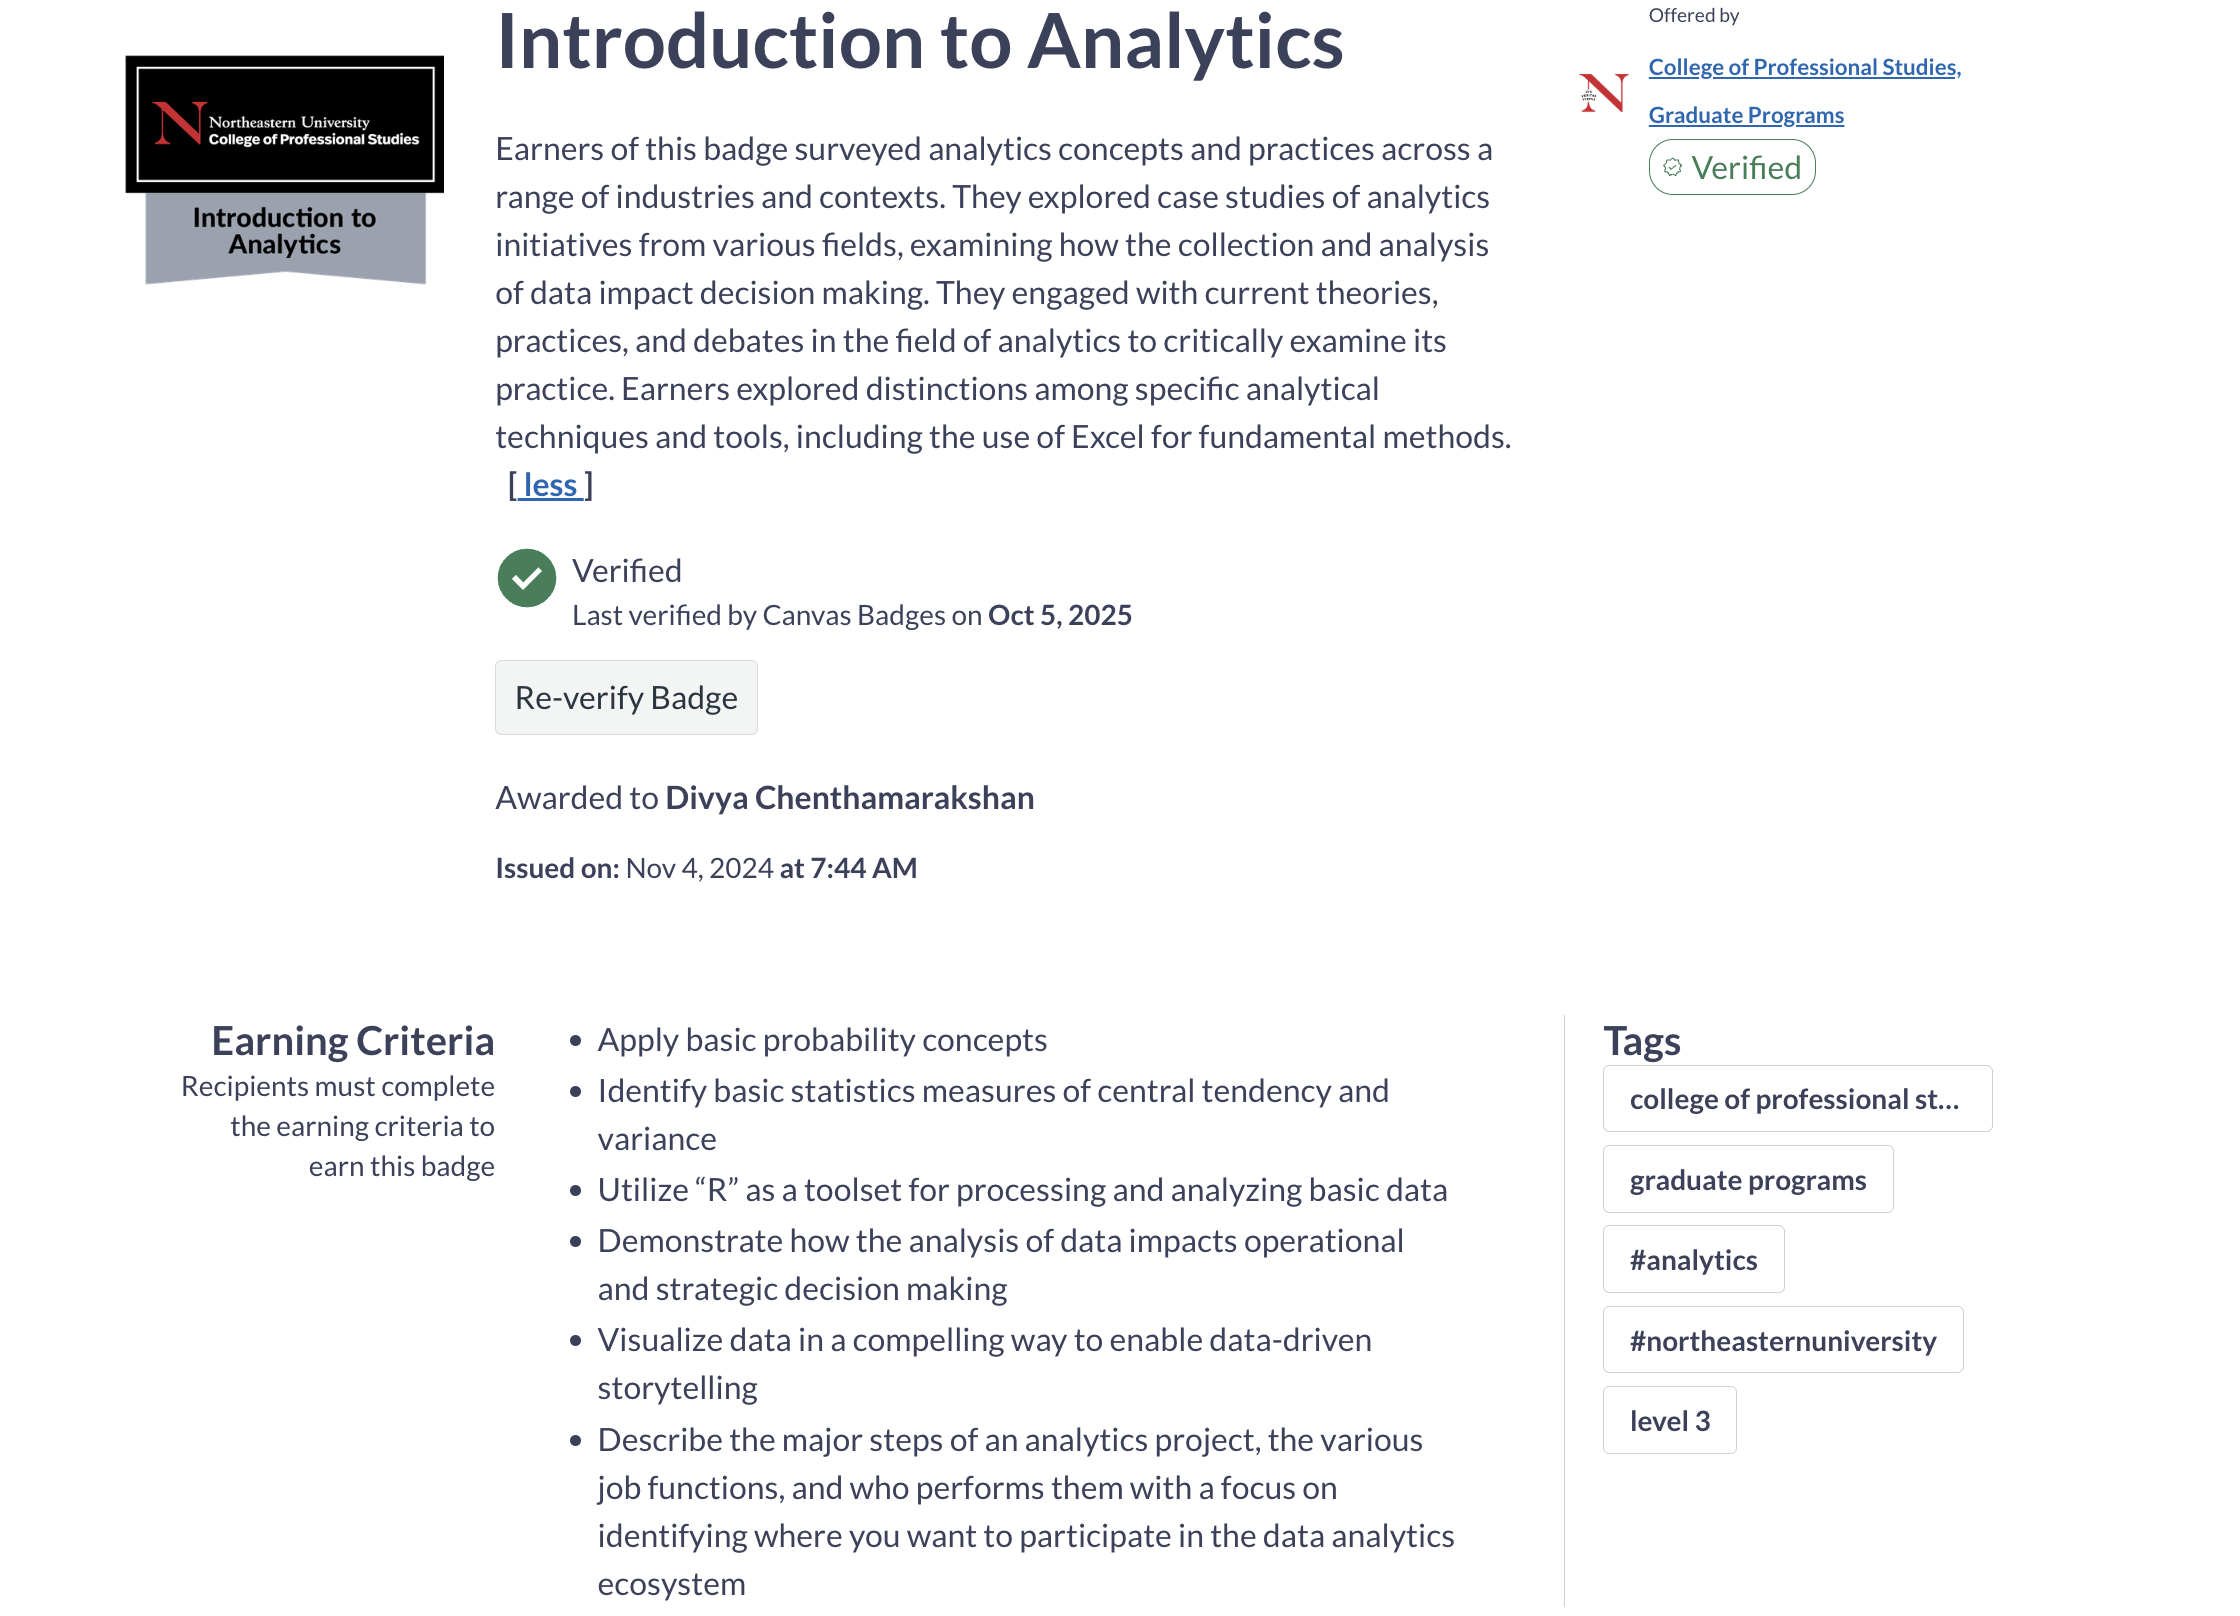 Introduction to Analytics
Offered by
College of Professional Studies,
Graduate Programs
Verified
Northeastern University
College of Professional Studies
Introduction to
Analytics
Earners of this badge surveyed analytics concepts and practices across a
range of industries and contexts. They explored case studies of analytics
initiatives from various fields, examining how the collection and analysis
of data impact decision making. They engaged with current theories,
practices, and debates in the field of analytics to critically examine its
practice. Earners explored distinctions among specific analytical
techniques and tools, including the use of Excel for fundamental methods.
[ less ]
Verified
Last verified by Canvas Badges on Oct 5, 2025
Re-verify Badge
Awarded to Divya Chenthamarakshan
Issued on: Nov 4, 2024 at 7:44 AM
Earning Criteria
Recipients must complete
the earning criteria to
earn this badge
• Apply basic probability concepts
• Identify basic statistics measures of central tendency and
variance
• Utilize “R” as a toolset for processing and analyzing basic data
• Demonstrate how the analysis of data impacts operational
and strategic decision making
• Visualize data in a compelling way to enable data-driven
storytelling
• Describe the major steps of an analytics project, the various
job functions, and who performs them with a focus on
identifying where you want to participate in the data analytics
ecosystem
Tags
college of professional st...
graduate programs
#analytics
#northeasternuniversity
level 3